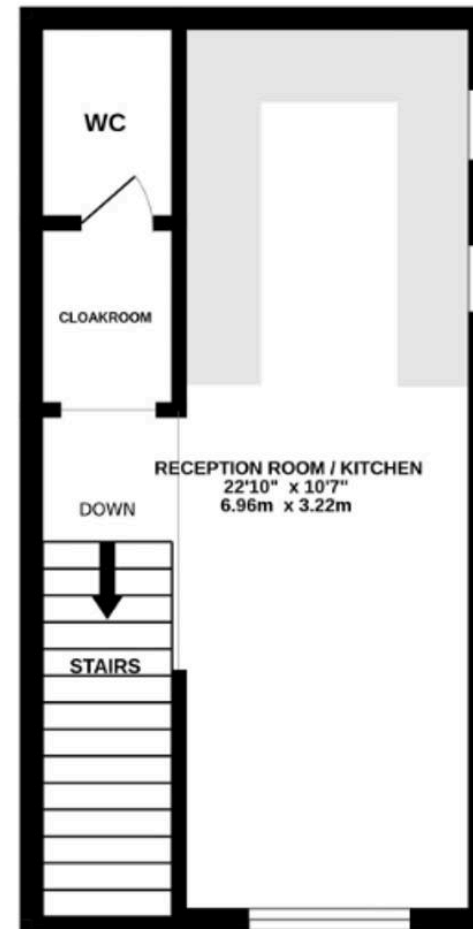 WC
CLOAKROOM
RECEPTION ROOM / KITCHEN
22'10" x 10'7"
6.96m x 3.22m
DOWN
STAIRS